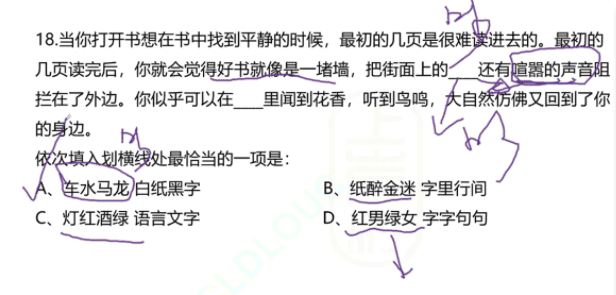 18.当你打开书想在书中找到平静的时候，最初的几页是很难读进去的。最初的
几页读完后，你就会觉得好书就像是一堵墙，把街面上的____还有喧嚣的声音阻
拦在了外边。你似乎可以在____里闻到花香，听到鸟鸣，大自然仿佛又回到了你
的身边。
依次填入划横线处最恰当的一项是：
A、车水马龙 白纸黑字 B、纸醉金迷 字里行间
C、灯红酒绿 语言文字 D、红男绿女 字字句句